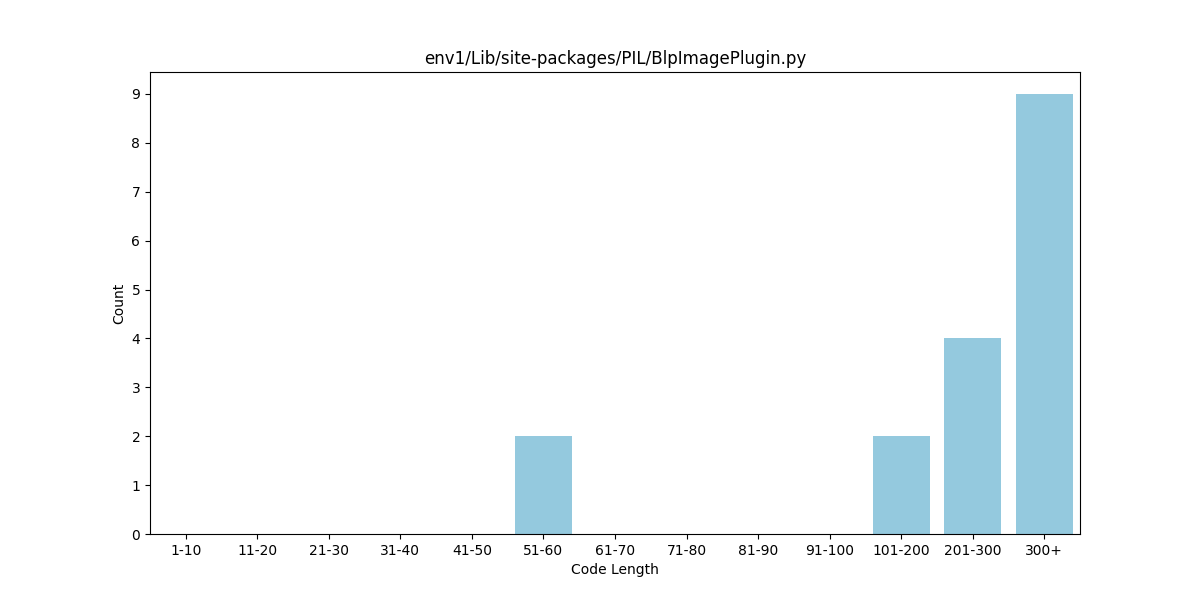 env1/Lib/site-packages/PIL/BlpImagePlugin.py
9
8
7
6
5
4
3
2
1
0
Count
1-10 11-20 21-30 31-40 41-50 51-60 61-70 71-80 81-90 91-100 101-200 201-300 300+
Code Length